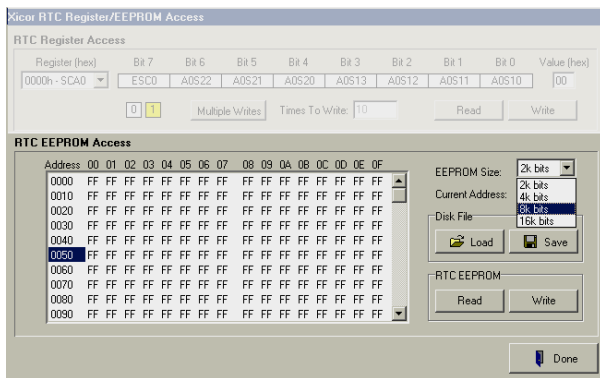 Xicor RTC Register/EEPROM Access
RTC Register Access
Register (hex) Bit 7 Bit 6 Bit 5 Bit 4 Bit 3 Bit 2 Bit 1 Bit 0 Value (hex)
0000h - SCA0 ESC0 A0S22 A0S21 A0S20 A0S13 A0S12 A0S11 A0S10 00
0 1 Multiple Writes Times To Write: 10 Read Write
RTC EEPROM Access
Address 00 01 02 03 04 05 06 07 08 09 0A 0B 0C 0D 0E 0F
0000 FF FF FF FF FF FF FF FF FF FF FF FF FF FF FF FF
0010 FF FF FF FF FF FF FF FF FF FF FF FF FF FF FF FF
0020 FF FF FF FF FF FF FF FF FF FF FF FF FF FF FF FF
0030 FF FF FF FF FF FF FF FF FF FF FF FF FF FF FF FF
0040 FF FF FF FF FF FF FF FF FF FF FF FF FF FF FF FF
0050 FF FF FF FF FF FF FF FF FF FF FF FF FF FF FF FF
0060 FF FF FF FF FF FF FF FF FF FF FF FF FF FF FF FF
0070 FF FF FF FF FF FF FF FF FF FF FF FF FF FF FF FF
0080 FF FF FF FF FF FF FF FF FF FF FF FF FF FF FF FF
0090 FF FF FF FF FF FF FF FF FF FF FF FF FF FF FF FF
EEPROM Size: 2k bits
2k bits
4k bits
8k bits
16k bits
Current Address:
Disk File
Load Save
RTC EEPROM
Read Write
Done